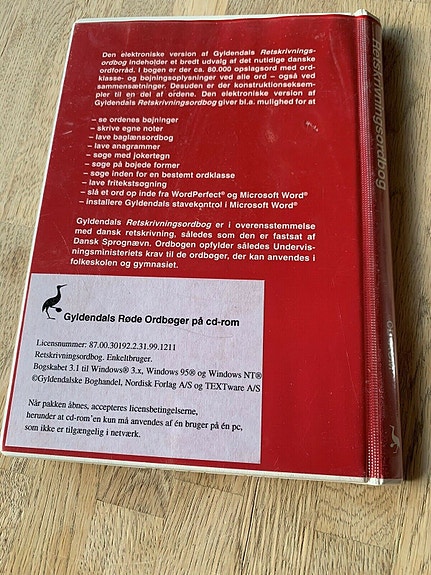 Den elektroniske version af Gyldendals Retskrivnings-
ordbog indeholder et bredt udvalg af det nutidige danske
ordforråd. I bogen er der ca. 80.000 opslagsord med ord-
klasse- og bøjningsoplysninger ved alle ord – også ved
sammensætninger. Desuden er der konstruktionseksem-
pler til en del af ordene. Den elektroniske version af
Gyldendals Retskrivningsordbog giver bl.a. mulighed for at
– se ordenes bøjninger
– skrive egne noter
– lave baglænsordbog
– lave anagrammer
– søge med jokertegn
– søge på bøjede former
– søge inden for en bestemt ordklasse
– lave fritekstsøgning
– slå et ord op inde fra WordPerfect® og Microsoft Word®
– installere Gyldendals stavekontrol i Microsoft Word®
Gyldendals Retskrivningsordbog er i overensstemmelse
med dansk retskrivning, således som den er fastsat af
Dansk Sprognævn. Ordbogen opfylder således Undervis-
ningsministeriets krav til de ordbøger, der kan anvendes i
folkeskolen og gymnasiet.
Gyldendals Røde Ordbøger på cd-rom
Licensnummer: 87.00.30192.2.31.99.1211
Retskrivningsordbog. Enkeltbruger.
Bogskabet 3.1 til Windows® 3.x, Windows 95® og Windows NT®
©Gyldendalske Boghandel, Nordisk Forlag A/S og TEXTware A/S
Når pakken åbnes, accepteres licensbetingelserne,
herunder at cd-rom'en kun må anvendes af én bruger på én pc,
som ikke er tilgængelig i netværk.
Retskrivningsordbog